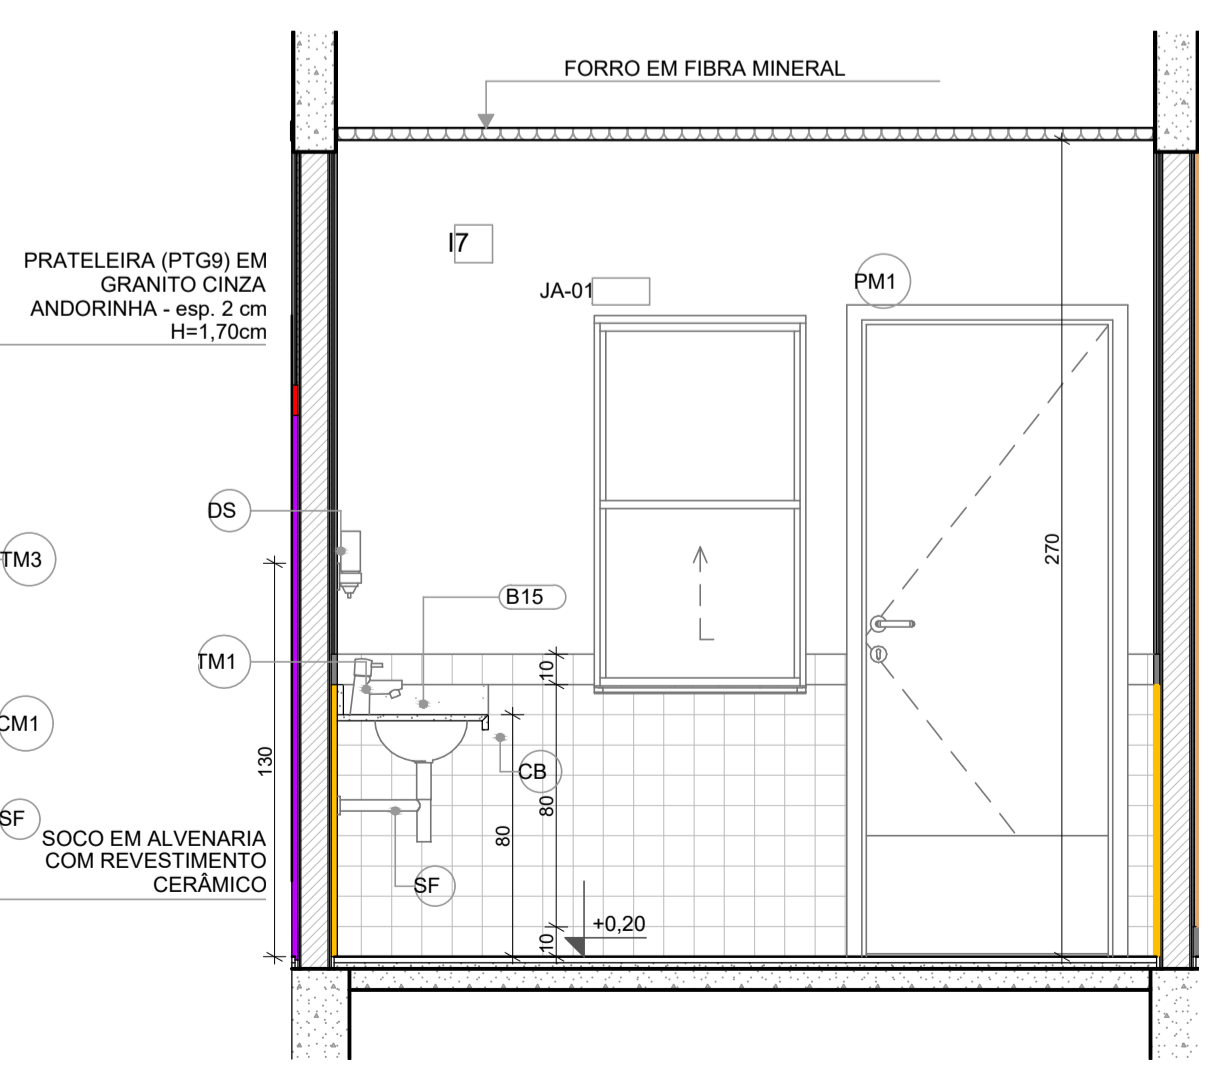 FORRO EM FIBRA MINERAL
I7
PRATELEIRA (PTG9) EM
GRANITO CINZA
ANDORINHA - esp. 2 cm
H=1,70cm
JA-01
PM1
DS
TM3
270
B15
TM1
10
CM1
130
CB
80
80
SF
SOCO EM ALVENARIA
COM REVESTIMENTO
CERÂMICO
SF
+0,20
10